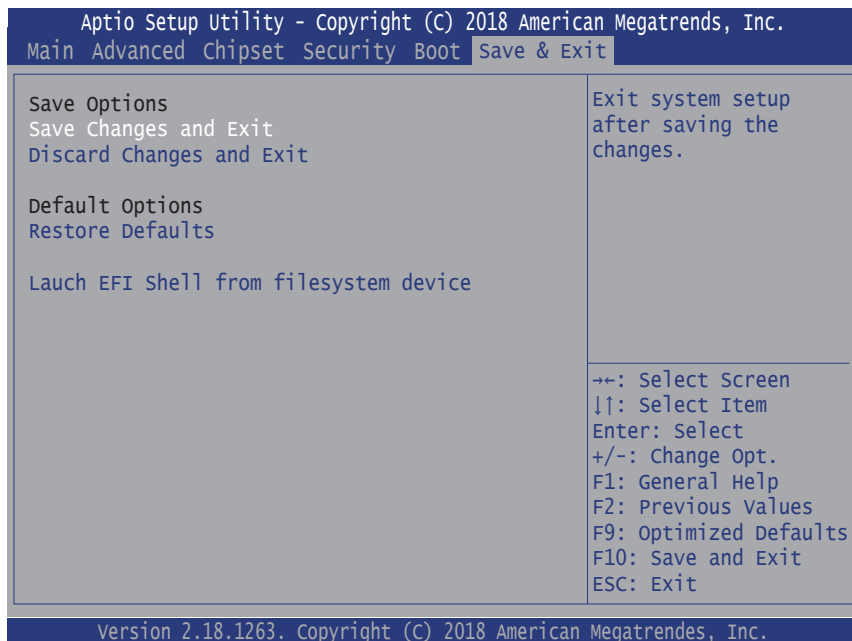 Aptio Setup Utility - Copyright (C) 2018 American Megatrends, Inc.
Main Advanced Chipset Security Boot Save & Exit
Save Options
Save Changes and Exit
Discard Changes and Exit
Default Options
Restore Defaults
Lauch EFI Shell from filesystem device
Exit system setup
after saving the
changes.
→←: Select Screen
↓↑: Select Item
Enter: Select
+/-: Change Opt.
F1: General Help
F2: Previous Values
F9: Optimized Defaults
F10: Save and Exit
ESC: Exit
Version 2.18.1263. Copyright (C) 2018 American Megatrendes, Inc.